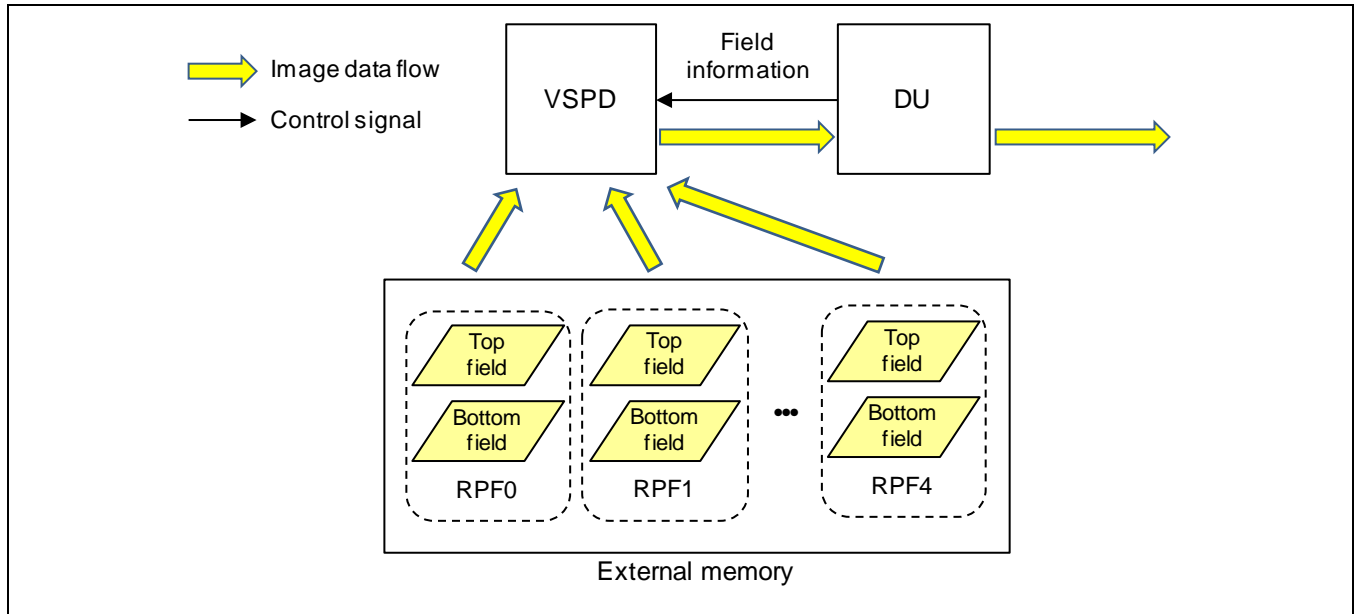 Image data flow
Control signal
VSPD
Field
information
DU
Top
field
Bottom
field
RPF0
Top
field
Bottom
field
RPF1
•••
Top
field
Bottom
field
RPF4
External memory